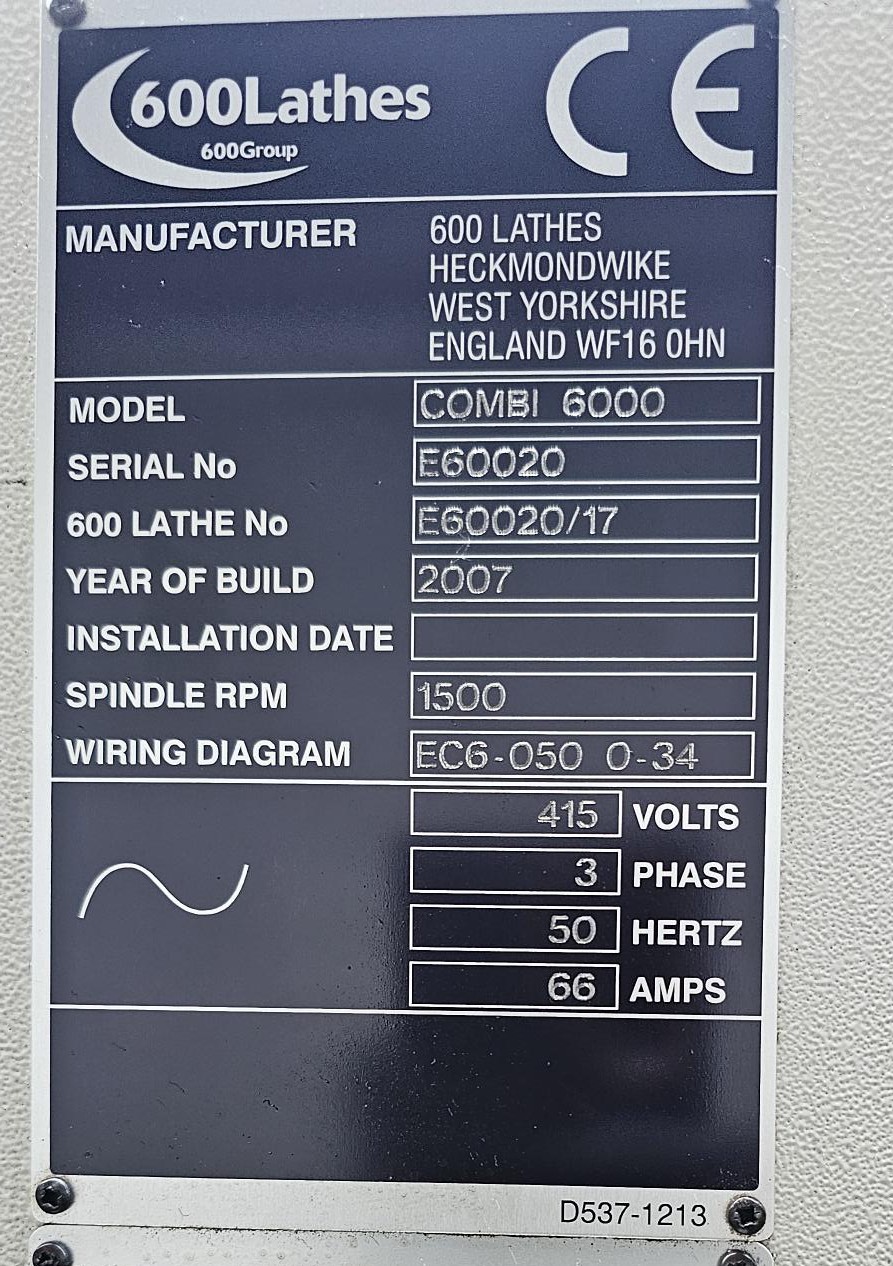 600Lathes
600Group
CE
MANUFACTURER 600 LATHES
HECKMONDWIKE
WEST YORKSHIRE
ENGLAND WF16 0HN
MODEL COMBI 6000
SERIAL No E60020
600 LATHE No E60020/17
YEAR OF BUILD 2007
INSTALLATION DATE
SPINDLE RPM 1500
WIRING DIAGRAM EC6-050 0-34
415 VOLTS
3 PHASE
50 HERTZ
66 AMPS
D537-1213